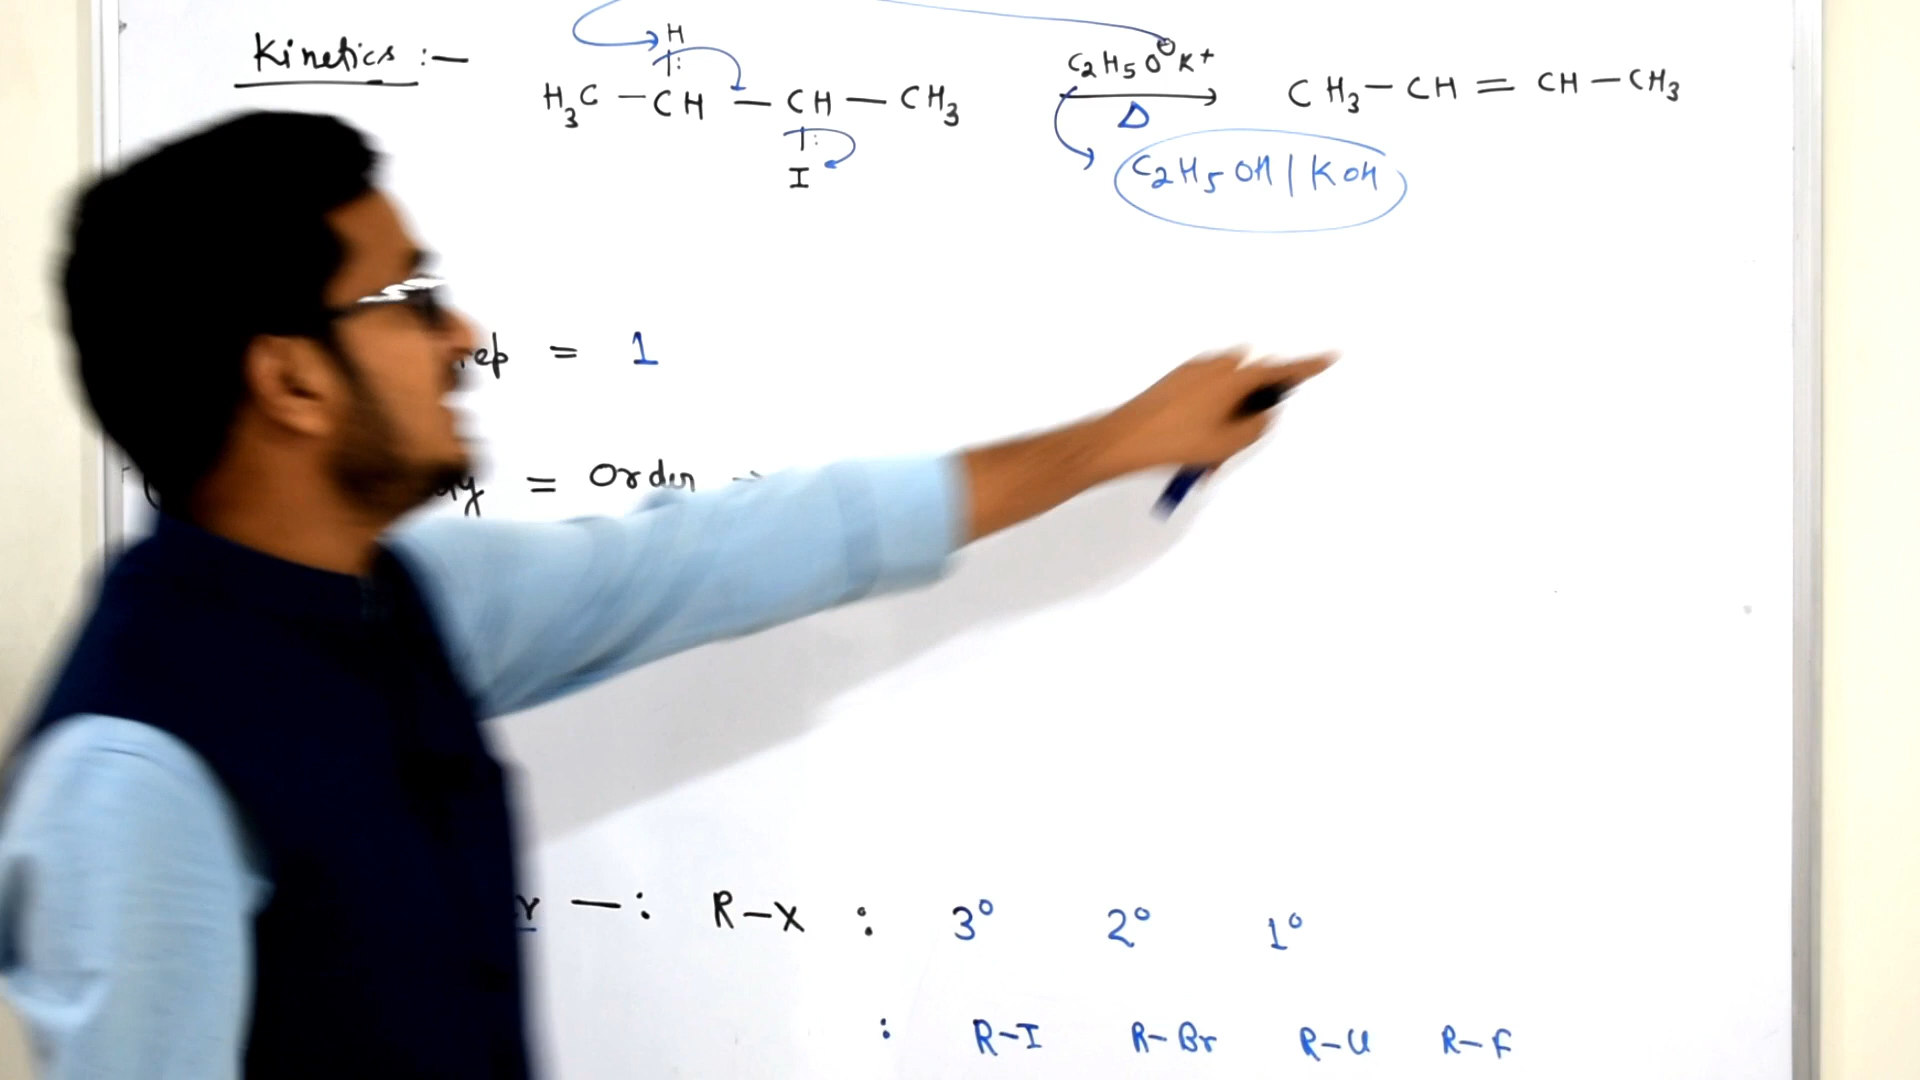 Kinetics :-
H
H3C - CH - CH - CH3
I
C2H5O⊖K+
Δ
CH3 - CH = CH - CH3
C2H5OH | KOH
= 1
= Order
-: R-X : 3° 2° 1°
: R-I R-Br R-Cl R-F